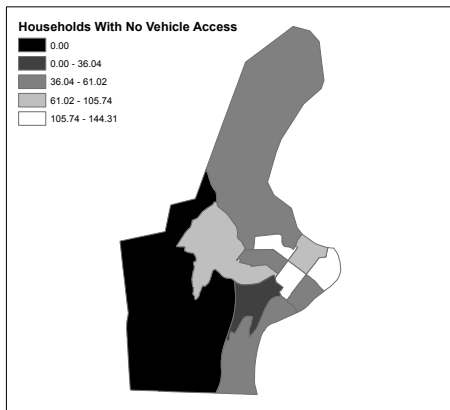 Households With No Vehicle Access
0.00
0.00 - 36.04
36.04 - 61.02
61.02 - 105.74
105.74 - 144.31